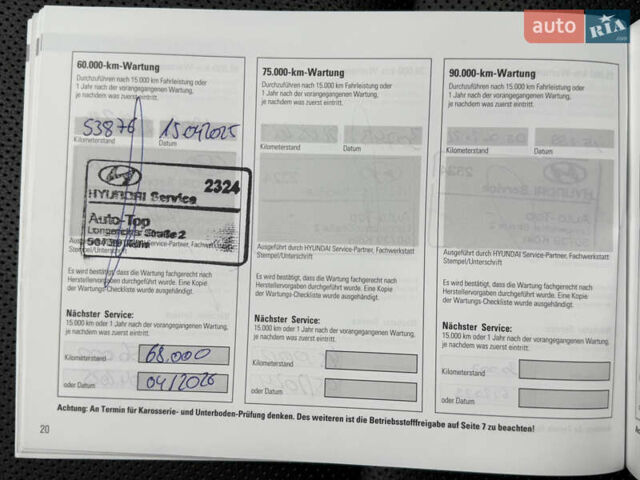 auto RIA.com
60.000-km-Wartung
Durchzuführen nach 15.000 km Fahrleistung oder
1 Jahr nach der vorangegangenen Wartung,
je nachdem was zuerst eintritt.
53876 15.04.2025
Kilometerstand Datum
2324
HYUNDAI Service
Auto-Top
Straße 2
Ausgeführt durch HYUNDAI Service-Partner, Fachwerkstatt
Stempel/Unterschrift
Es wird bestätigt, dass die Wartung fachgerecht nach
Herstellervorgaben durchgeführt wurde. Eine Kopie
der Wartungs-Checkliste wurde ausgehändigt.
Nächster Service:
15.000 km oder 1 Jahr nach der vorangegangenen Wartung,
je nachdem was zuerst eintritt.
Kilometerstand 68.000
oder Datum 04/2026
75.000-km-Wartung
Durchzuführen nach 15.000 km Fahrleistung oder
1 Jahr nach der vorangegangenen Wartung,
je nachdem was zuerst eintritt.
Kilometerstand Datum
Ausgeführt durch HYUNDAI Service-Partner, Fachwerkstatt
Stempel/Unterschrift
Es wird bestätigt, dass die Wartung fachgerecht nach
Herstellervorgaben durchgeführt wurde. Eine Kopie
der Wartungs-Checkliste wurde ausgehändigt.
Nächster Service:
15.000 km oder 1 Jahr nach der vorangegangenen Wartung,
je nachdem was zuerst eintritt.
Kilometerstand
oder Datum
90.000-km-Wartung
Durchzuführen nach 15.000 km Fahrleistung oder
1 Jahr nach der vorangegangenen Wartung,
je nachdem was zuerst eintritt.
Kilometerstand Datum
Ausgeführt durch HYUNDAI Service-Partner, Fachwerkstatt
Stempel/Unterschrift
Es wird bestätigt, dass die Wartung fachgerecht nach
Herstellervorgaben durchgeführt wurde. Eine Kopie
der Wartungs-Checkliste wurde ausgehändigt.
Nächster Service:
15.000 km oder 1 Jahr nach der vorangegangenen Wartung,
je nachdem was zuerst eintritt.
Kilometerstand
oder Datum
Achtung: An Termin für Karosserie- und Unterboden-Prüfung denken. Des weiteren ist die Betriebsstofffreigabe auf Seite 7 zu beachten!
20